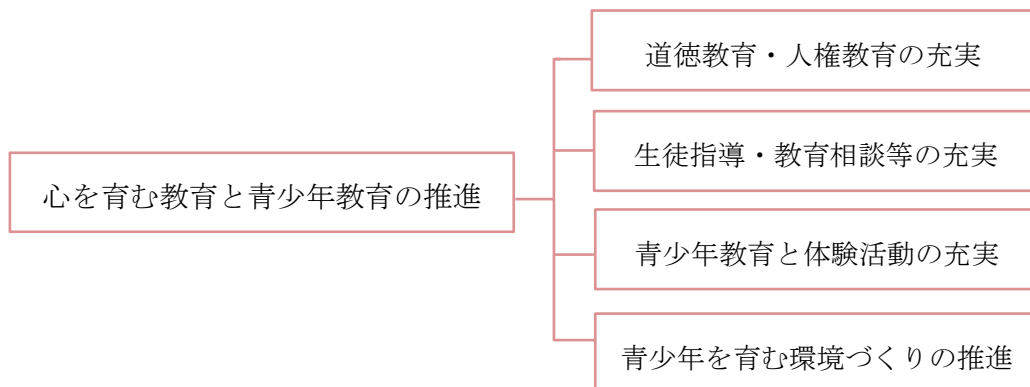 心を育む教育と青少年教育の推進
道徳教育・人権教育の充実
生徒指導・教育相談等の充実
青少年教育と体験活動の充実
青少年を育む環境づくりの推進